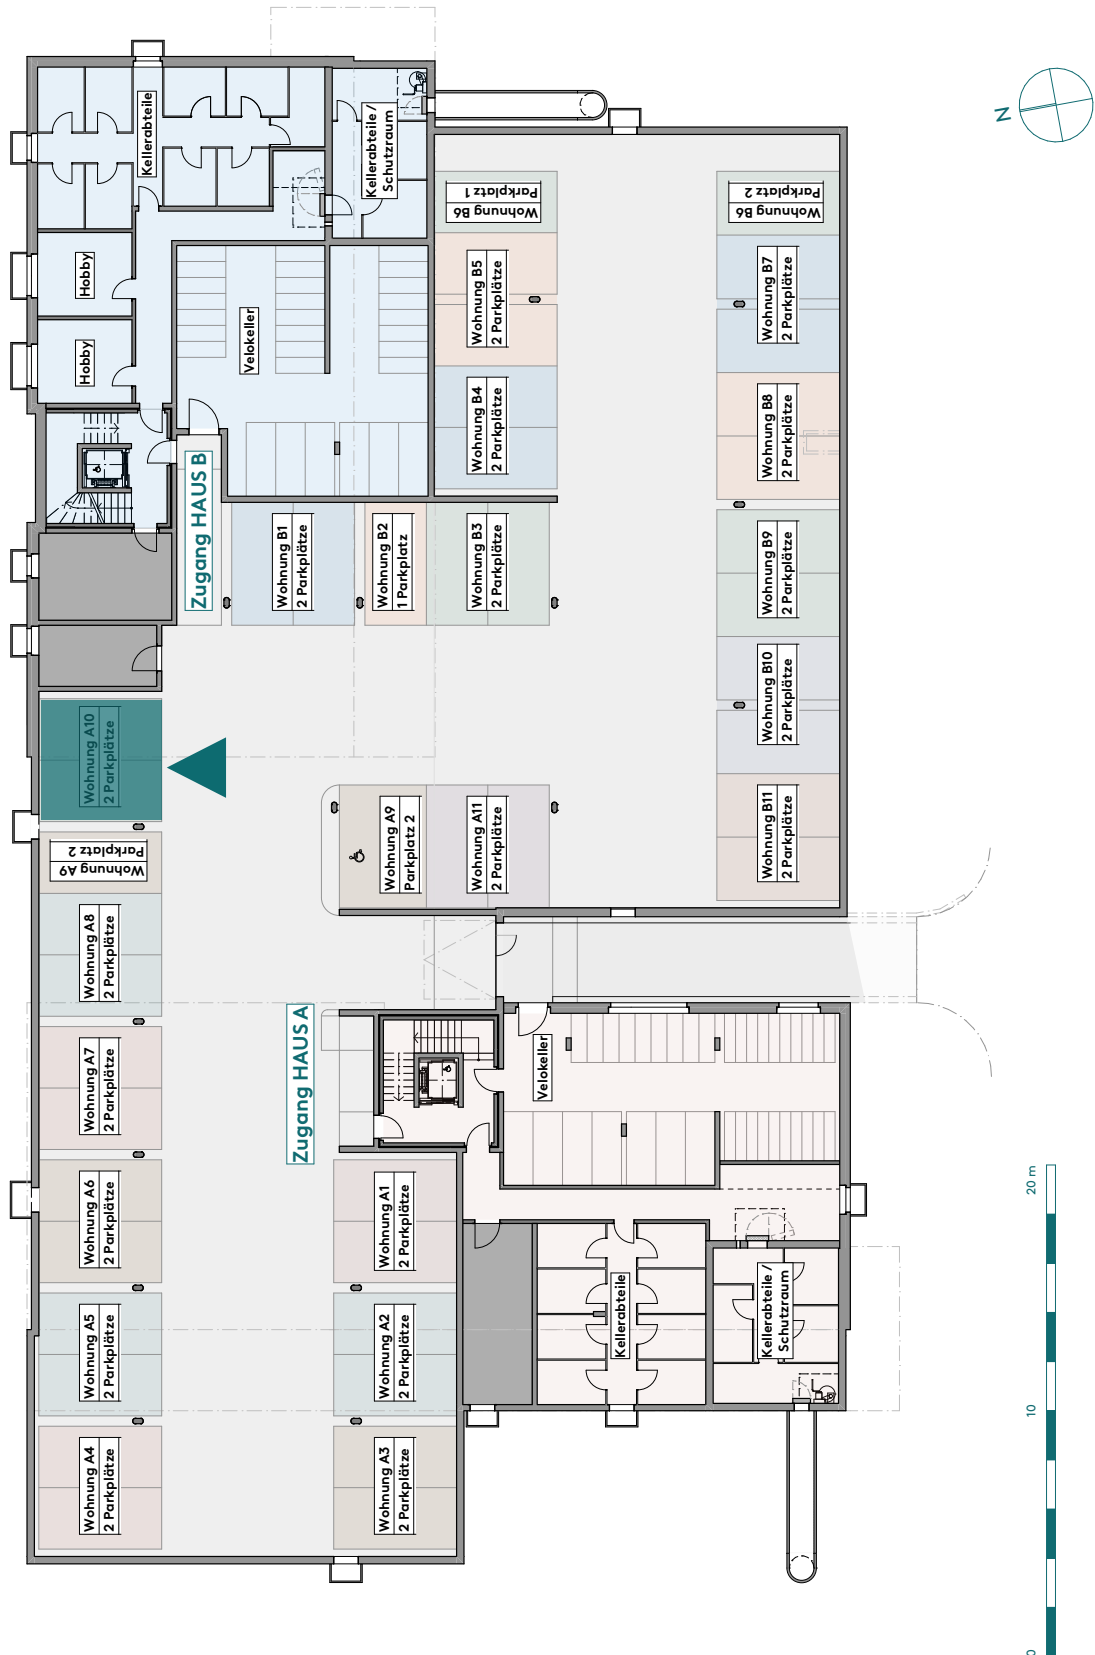 N
Kellerabteile
Kellerabteile /
Schutzraum
Wohnung B6
Parkplatz 1
Wohnung B6
Parkplatz 2
Hobby
Hobby
Velokeller
Wohnung B5
2 Parkplätze
Wohnung B7
2 Parkplätze
Wohnung B4
2 Parkplätze
Wohnung B8
2 Parkplätze
Zugang HAUS B
Wohnung B1
2 Parkplätze
Wohnung B2
1 Parkplatz
Wohnung B3
2 Parkplätze
Wohnung B9
2 Parkplätze
Wohnung B10
2 Parkplätze
Wohnung A10
2 Parkplätze
Wohnung A9
Parkplatz 2
Wohnung A9
Parkplatz 2
Wohnung A11
2 Parkplätze
Wohnung B11
2 Parkplätze
Wohnung A8
2 Parkplätze
Wohnung A7
2 Parkplätze
Zugang HAUS A
Velokeller
Wohnung A6
2 Parkplätze
Wohnung A1
2 Parkplätze
Wohnung A5
2 Parkplätze
Wohnung A2
2 Parkplätze
Kellerabteile
Kellerabteile /
Schutzraum
Wohnung A4
2 Parkplätze
Wohnung A3
2 Parkplätze
20 m
10
0